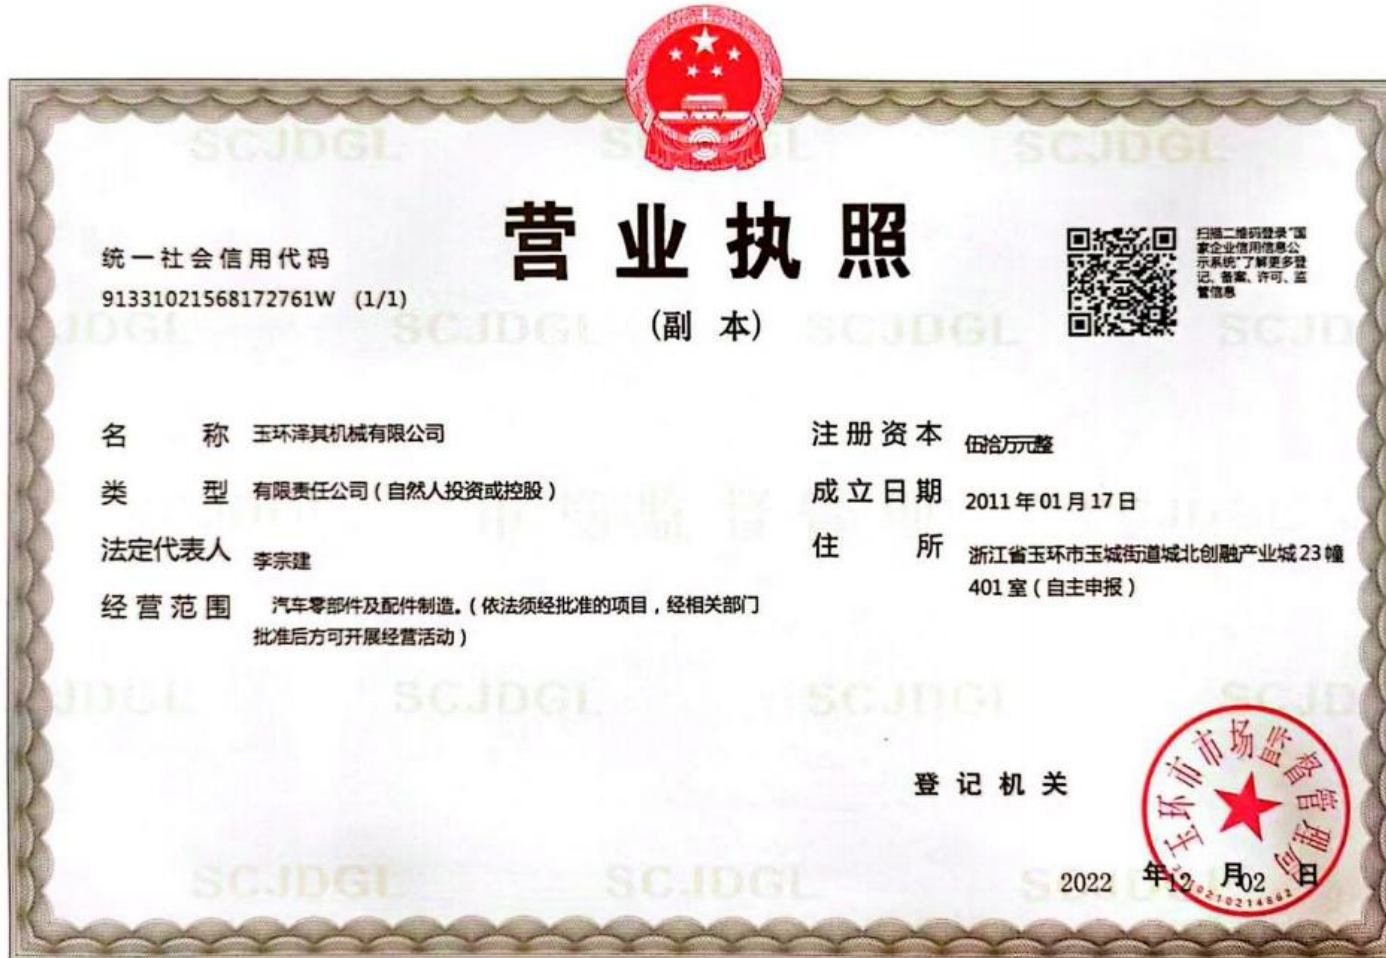 SCJDGL
SCJDGL
营业执照
(副 本)
统一社会信用代码
91331021568172761W (1/1)
扫描二维码登录“国
家企业信用信息公
示系统”了解更多登
记、备案、许可、监
管信息
名 称 玉环泽其机械有限公司
类 型 有限责任公司（自然人投资或控股）
法定代表人 李宗建
经营范围 汽车零部件及配件制造。（依法须经批准的项目，经相关部门
批准后方可开展经营活动）
注册资本 伍拾万元整
成立日期 2011年01月17日
住 所 浙江省玉环市玉城街道城北创融产业城23幢
401室（自主申报）
SCJDGL
SCJDGL
登记机关
玉环市市场监督管理局
2022 年12 月02 日
SCJDGL
SCJDGL